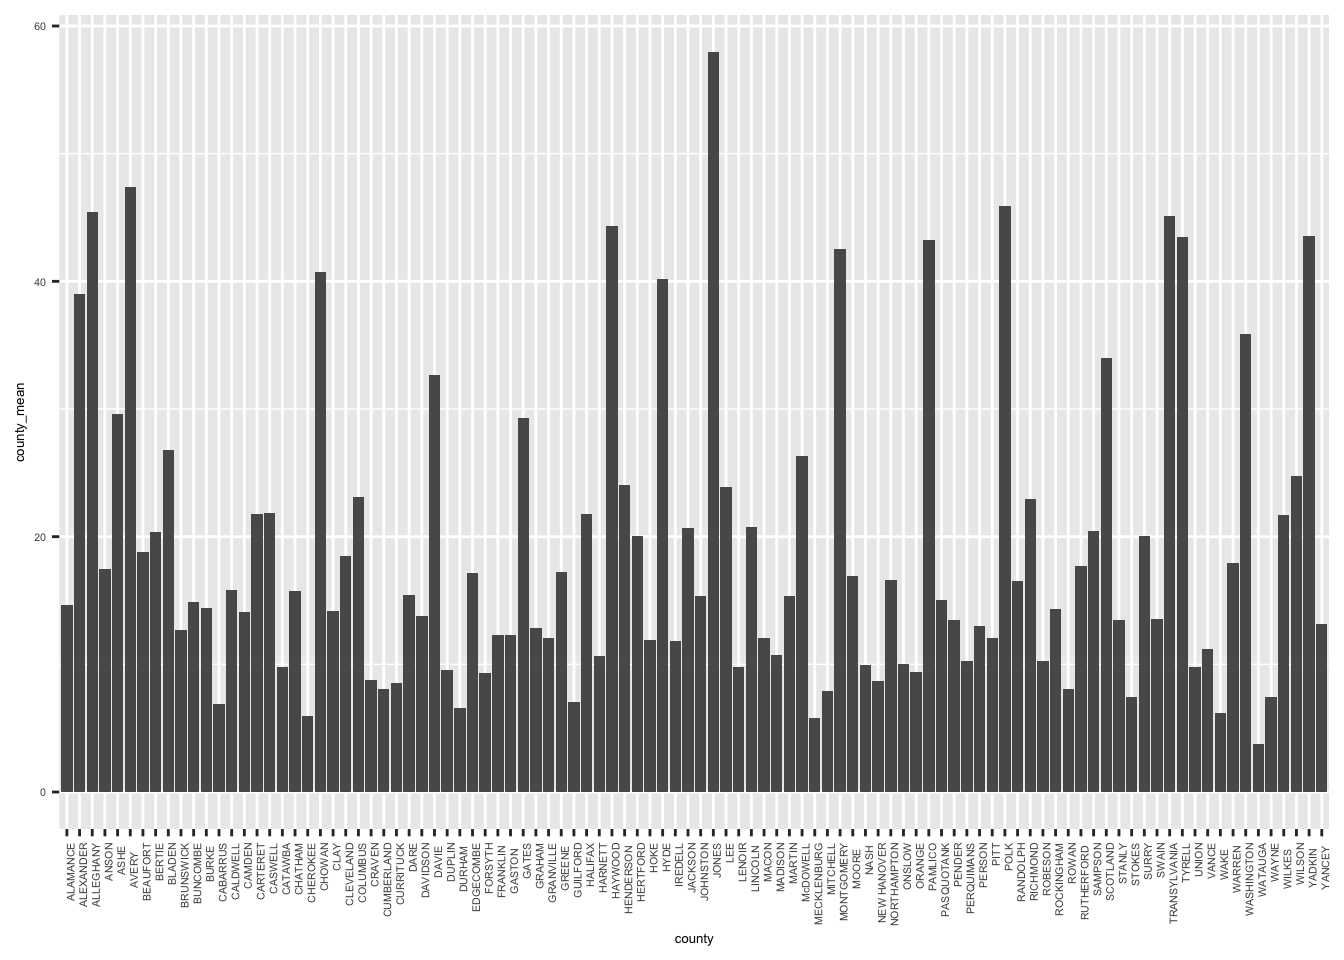 60
40
20
0
county_mean
ALAMANCE
ALEXANDER
ALLEGHANY
ANSON
ASHE
AVERY
BEAUFORT
BERTIE
BLADEN
BRUNSWICK
BUNCOMBE
BURKE
CABARRUS
CALDWELL
CAMDEN
CARTERET
CASWELL
CATAWBA
CHATHAM
CHEROKEE
CHOWAN
CLAY
CLEVELAND
COLUMBUS
CRAVEN
CUMBERLAND
CURRITUCK
DARE
DAVIDSON
DAVIE
DUPLIN
DURHAM
EDGECOMBE
FORSYTH
FRANKLIN
GASTON
GATES
GRAHAM
GRANVILLE
GREENE
GUILFORD
HALIFAX
HARNETT
HAYWOOD
HENDERSON
HERTFORD
HOKE
HYDE
IREDELL
JACKSON
JOHNSTON
JONES
LEE
LENOIR
LINCOLN
MACON
MADISON
MARTIN
McDOWELL
MECKLENBURG
MITCHELL
MONTGOMERY
MOORE
NASH
NEW HANOVER
NORTHAMPTON
ONSLOW
ORANGE
PAMLICO
PASQUOTANK
PENDER
PERQUIMANS
PERSON
PITT
POLK
RANDOLPH
RICHMOND
ROBESON
ROCKINGHAM
ROWAN
RUTHERFORD
SAMPSON
SCOTLAND
STANLY
STOKES
SURRY
SWAIN
TRANSYLVANIA
TYRELL
UNION
VANCE
WAKE
WARREN
WASHINGTON
WATAUGA
WAYNE
WILKES
WILSON
YADKIN
YANCEY
county